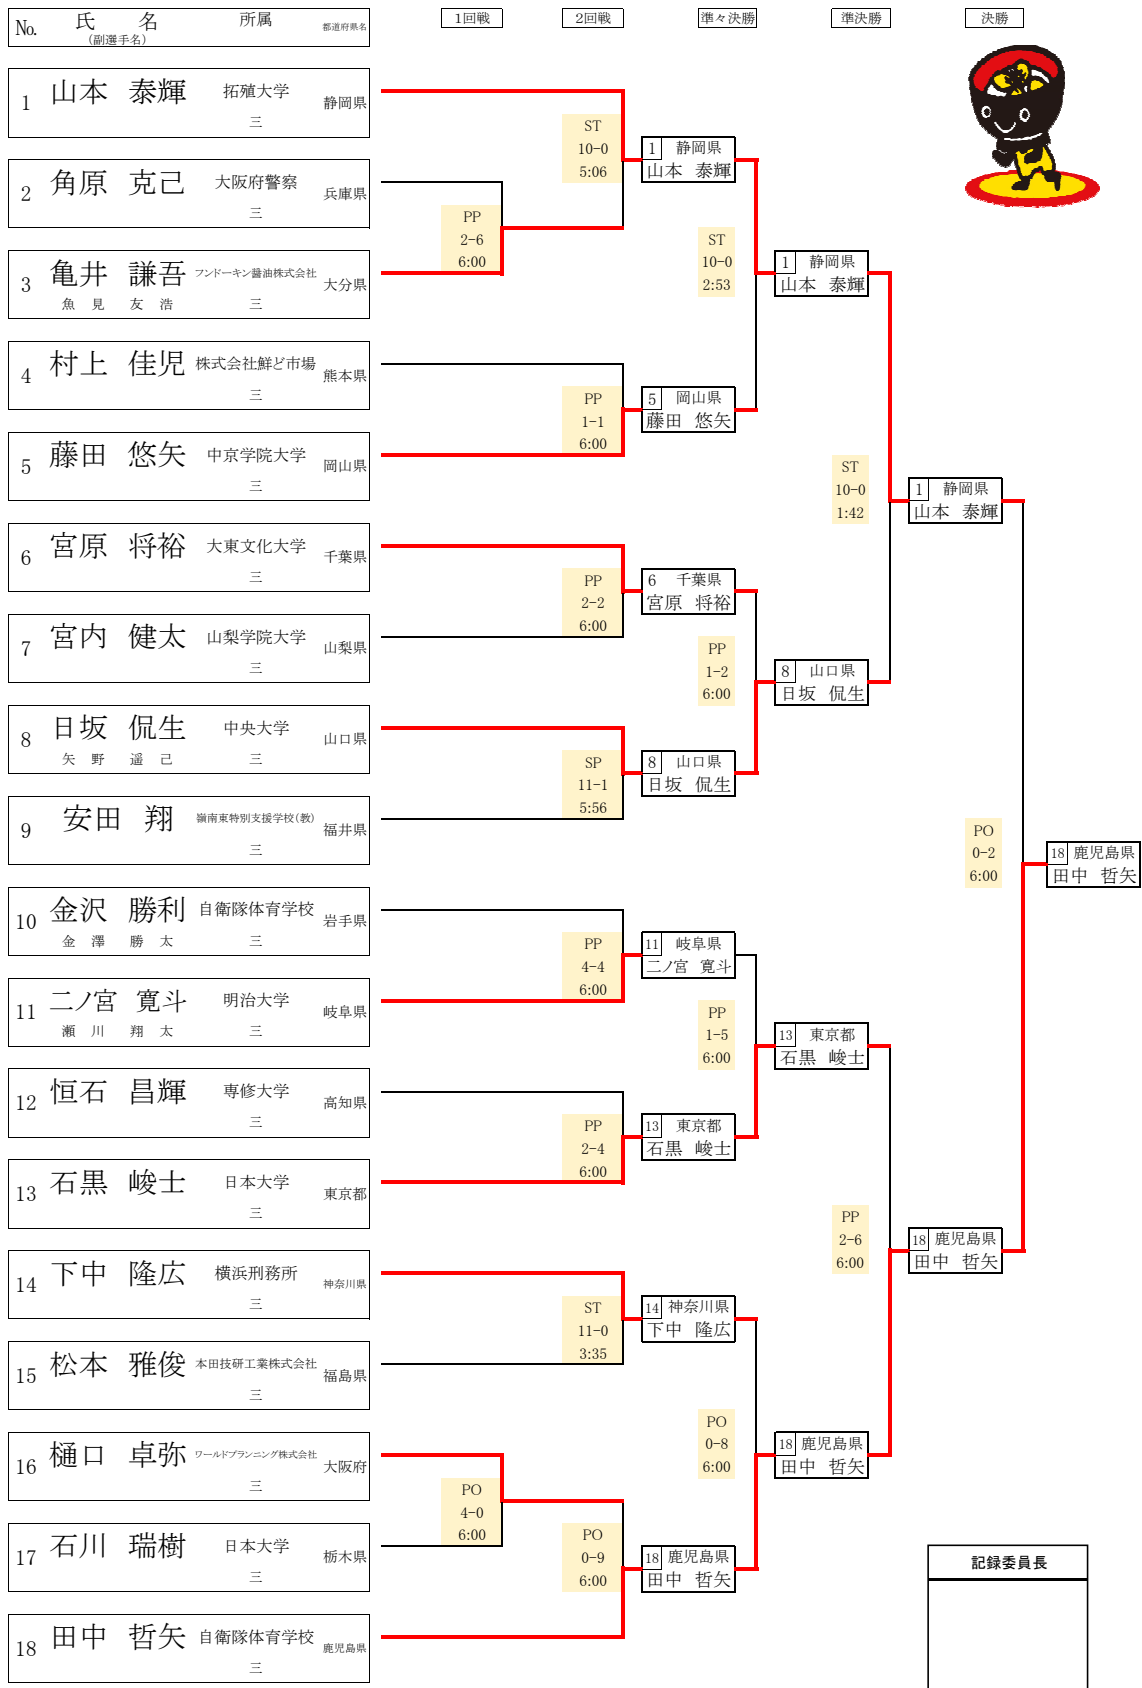 No. 氏 名 所属 都道府県名
(副選手名)
1回戦 2回戦 準々決勝 準決勝 決勝
1 山本 泰輝 拓殖大学 静岡県
三
2 角原 克己 大阪府警察 兵庫県
三
3 亀井 謙吾 フンドーキン醤油株式会社 大分県
魚見 友浩 三
4 村上 佳児 株式会社鮮ど市場 熊本県
三
5 藤田 悠矢 中京学院大学 岡山県
三
6 宮原 将裕 大東文化大学 千葉県
三
7 宮内 健太 山梨学院大学 山梨県
三
8 日坂 侃生 中央大学 山口県
矢野 遥己 三
9 安田 翔 嶺南東特別支援学校(教) 福井県
三
10 金沢 勝利 自衛隊体育学校 岩手県
金澤 勝太 三
11 二ノ宮 寛斗 明治大学 岐阜県
瀬川 翔太 三
12 恒石 昌輝 専修大学 高知県
三
13 石黒 峻士 日本大学 東京都
三
14 下中 隆広 横浜刑務所 神奈川県
三
15 松本 雅俊 本田技研工業株式会社 福島県
三
16 樋口 卓弥 ワールドプランニング株式会社 大阪府
三
17 石川 瑞樹 日本大学 栃木県
三
18 田中 哲矢 自衛隊体育学校 鹿児島県
三
PP
2-6
6:00
PO
4-0
6:00
ST
10-0
5:06
PP
1-1
6:00
PP
2-2
6:00
SP
11-1
5:56
PP
4-4
6:00
PP
2-4
6:00
ST
11-0
3:35
PO
0-9
6:00
1 静岡県
山本 泰輝
5 岡山県
藤田 悠矢
6 千葉県
宮原 将裕
8 山口県
日坂 侃生
11 岐阜県
二ノ宮 寛斗
13 東京都
石黒 峻士
14 神奈川県
下中 隆広
18 鹿児島県
田中 哲矢
ST
10-0
2:53
PP
1-2
6:00
PP
1-5
6:00
PO
0-8
6:00
1 静岡県
山本 泰輝
8 山口県
日坂 侃生
13 東京都
石黒 峻士
18 鹿児島県
田中 哲矢
ST
10-0
1:42
PP
2-6
6:00
1 静岡県
山本 泰輝
18 鹿児島県
田中 哲矢
PO
0-2
6:00
18 鹿児島県
田中 哲矢
記録委員長